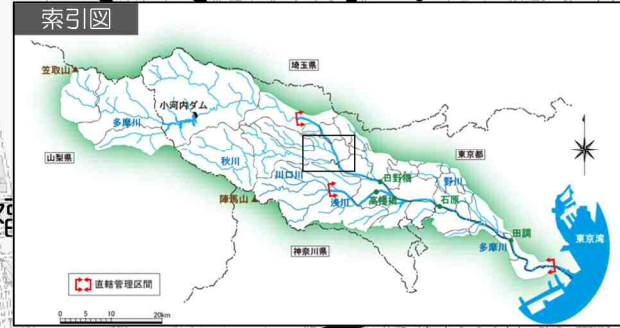 索引図
笠取山
埼玉県
小河内ダム
多摩川
山梨県
秋川
川口川
東京都
日野橋
野川
陣馬山
浅川
高幡橋
石原
田調
多摩川
東京湾
神奈川県
直轄管理区間
0 5 10 20km